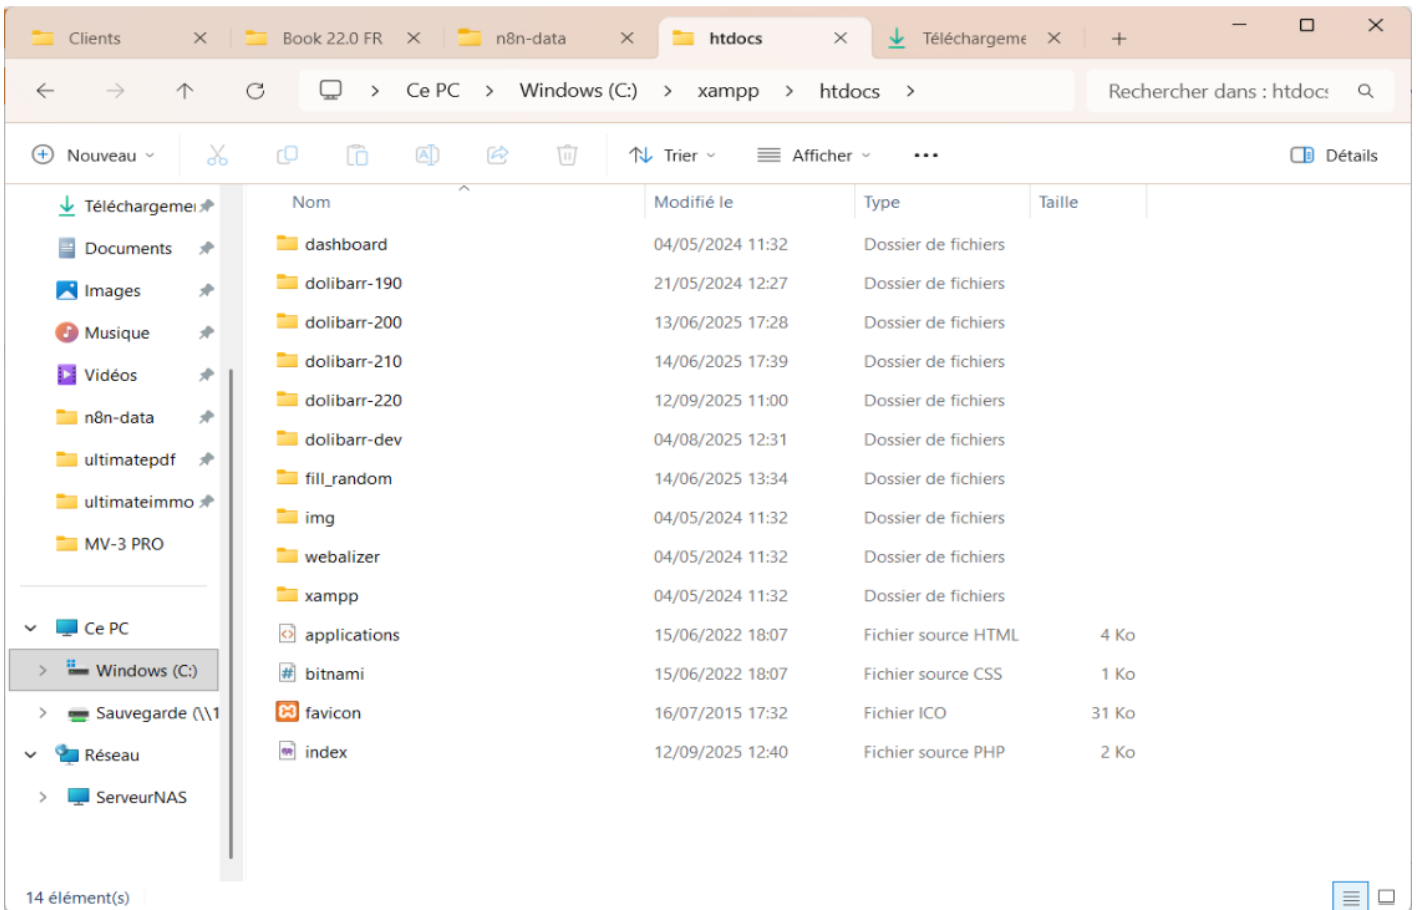 Clients
Book 22.0 FR
n8n-data
htdocs
Téléchargeme
Ce PC > Windows (C:) > xampp > htdocs >
Rechercher dans : htdocs
Nouveau
Trier
Afficher
Détails
Téléchargemei
Documents
Images
Musique
Vidéos
n8n-data
ultimatepdf
ultimateimmo
MV-3 PRO
Ce PC
Windows (C:)
Sauvegarde (\\1
Réseau
ServeurNAS
Nom Modifié le Type Taille
dashboard 04/05/2024 11:32 Dossier de fichiers
dolibarr-190 21/05/2024 12:27 Dossier de fichiers
dolibarr-200 13/06/2025 17:28 Dossier de fichiers
dolibarr-210 14/06/2025 17:39 Dossier de fichiers
dolibarr-220 12/09/2025 11:00 Dossier de fichiers
dolibarr-dev 04/08/2025 12:31 Dossier de fichiers
fill_random 14/06/2025 13:34 Dossier de fichiers
img 04/05/2024 11:32 Dossier de fichiers
webalizer 04/05/2024 11:32 Dossier de fichiers
xampp 04/05/2024 11:32 Dossier de fichiers
applications 15/06/2022 18:07 Fichier source HTML 4 Ko
bitnami 15/06/2022 18:07 Fichier source CSS 1 Ko
favicon 16/07/2015 17:32 Fichier ICO 31 Ko
index 12/09/2025 12:40 Fichier source PHP 2 Ko
14 élément(s)